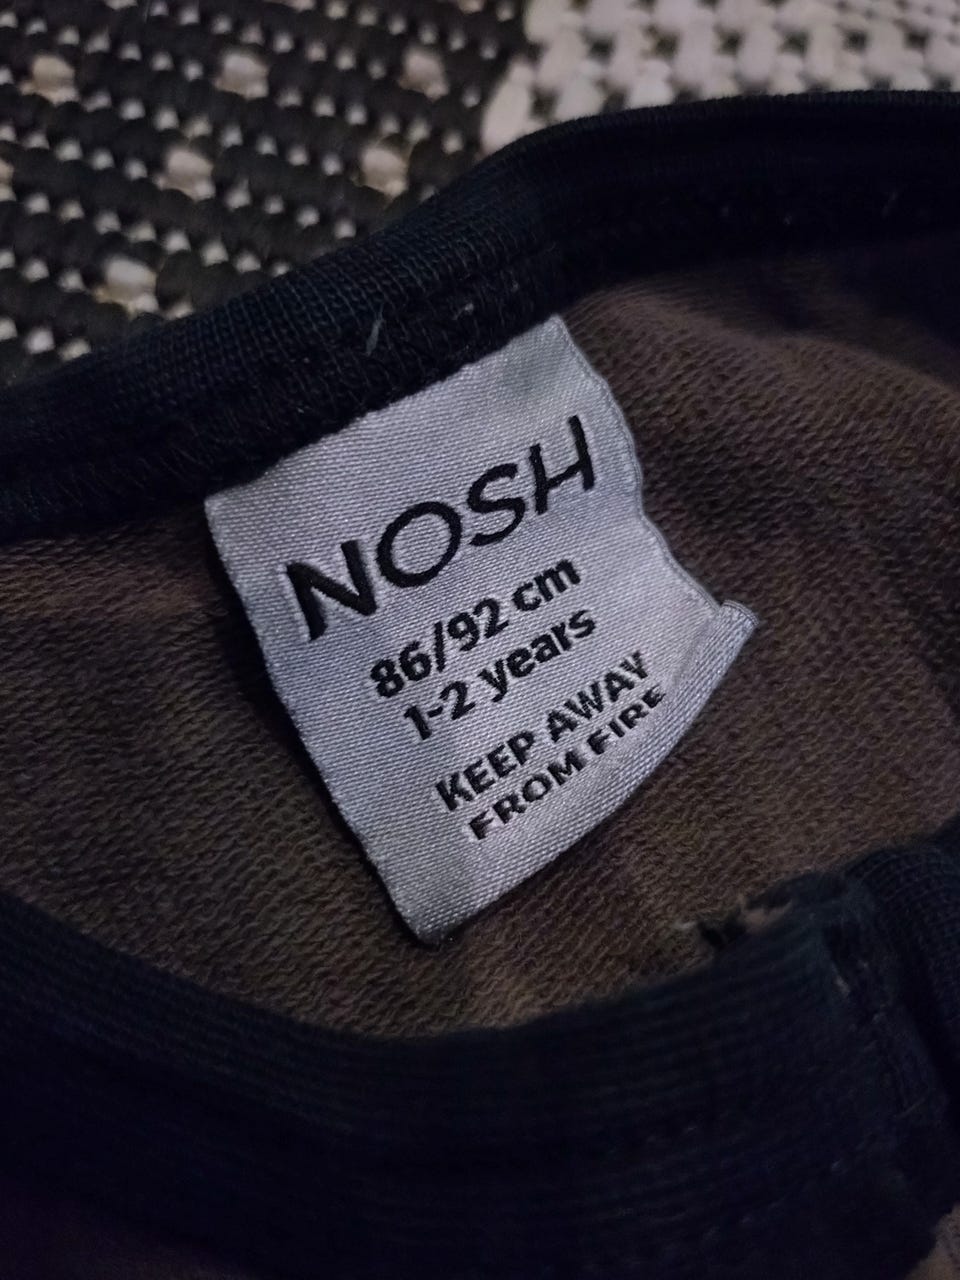 NOSH
86/92 cm
1-2 years
KEEP AWAY
FROM FIRE